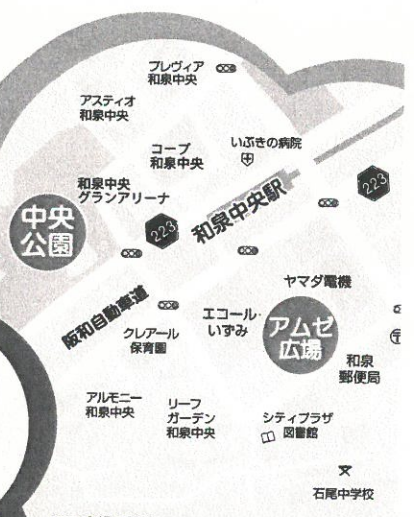 プレヴィア
和泉中央
アスティオ
和泉中央
コープ
和泉中央
いぶきの病院
和泉中央
グランアリーナ
中央
公園
223
和泉中央駅
223
阪和自動車道
ヤマダ電機
エコール・
いずみ
アムゼ
広場
クレアール
保育園
和泉
郵便局
アルモニー
和泉中央
リーフ
ガーデン
和泉中央
シティプラザ
図書館
文
石尾中学校